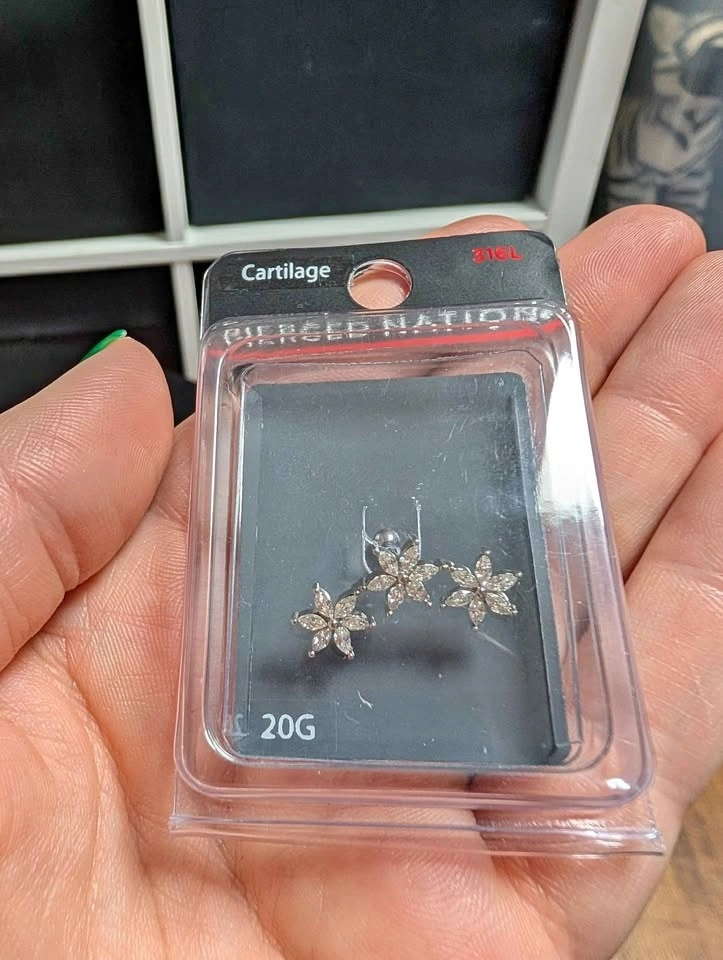 Cartilage
316L
PIERCED NATION
20G